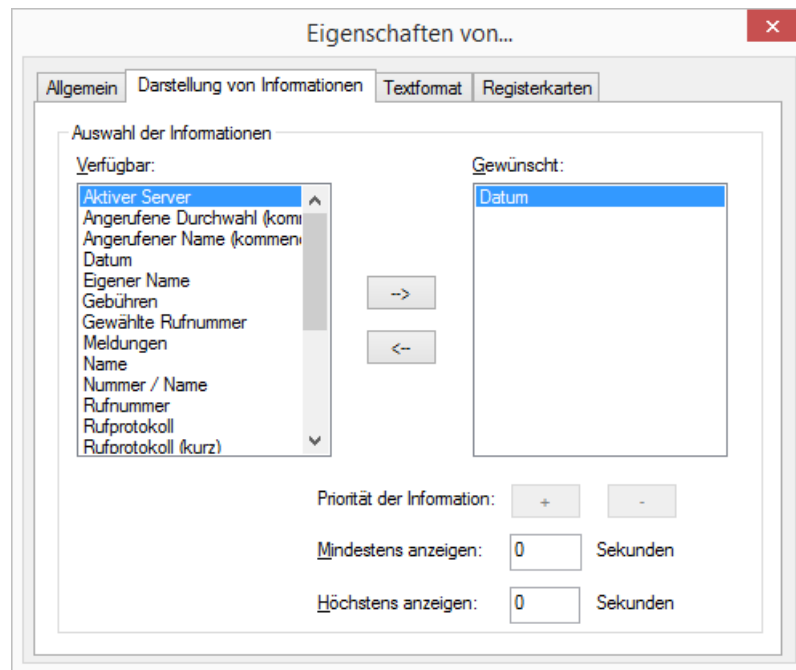 Eigenschaften von...
Allgemein Darstellung von Informationen Textformat Registerkarten
Auswahl der Informationen
Verfügbar: Gewünscht:
Aktiver Server Datum
Angerufene Durchwahl (kom
Angerufener Name (kommen
Datum
Eigener Name
Gebühren
-->
Gewählte Rufnummer
Meldungen
<--
Name
Nummer / Name
Rufnummer
Rufprotokoll
Rufprotokoll (kurz)
Priorität der Information: + -
Mindestens anzeigen: 0 Sekunden
Höchstens anzeigen: 0 Sekunden